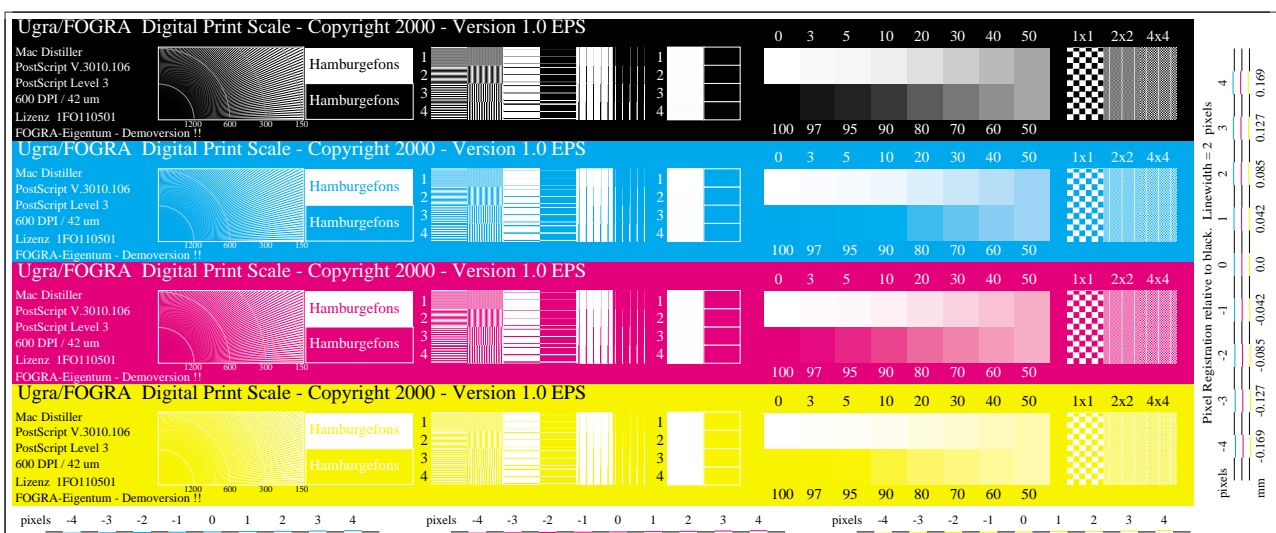 Ugra/FOGRA  Digital Print Scale - Copyright 2000 - Version 1.0 EPS
Mac Distiller
PostScript V.3010.106
PostScript Level 3
600 DPI / 42 um
Lizenz  1FO110501
FOGRA-Eigentum - Demoversion !!
1200 600 300 150
Hamburgefons
Hamburgefons
1
2
3
4
1
2
3
4
0 3 5 10 20 30 40 50
100 97 95 90 80 70 60 50
1x1 2x2 4x4
Ugra/FOGRA  Digital Print Scale - Copyright 2000 - Version 1.0 EPS
Mac Distiller
PostScript V.3010.106
PostScript Level 3
600 DPI / 42 um
Lizenz  1FO110501
FOGRA-Eigentum - Demoversion !!
1200 600 300 150
Hamburgefons
Hamburgefons
1
2
3
4
1
2
3
4
0 3 5 10 20 30 40 50
100 97 95 90 80 70 60 50
1x1 2x2 4x4
Ugra/FOGRA  Digital Print Scale - Copyright 2000 - Version 1.0 EPS
Mac Distiller
PostScript V.3010.106
PostScript Level 3
600 DPI / 42 um
Lizenz  1FO110501
FOGRA-Eigentum - Demoversion !!
1200 600 300 150
Hamburgefons
Hamburgefons
1
2
3
4
1
2
3
4
0 3 5 10 20 30 40 50
100 97 95 90 80 70 60 50
1x1 2x2 4x4
Ugra/FOGRA  Digital Print Scale - Copyright 2000 - Version 1.0 EPS
Mac Distiller
PostScript V.3010.106
PostScript Level 3
600 DPI / 42 um
Lizenz  1FO110501
FOGRA-Eigentum - Demoversion !!
1200 600 300 150
Hamburgefons
Hamburgefons
1
2
3
4
1
2
3
4
0 3 5 10 20 30 40 50
100 97 95 90 80 70 60 50
1x1 2x2 4x4
Pixel Registration relative to black.  Linewidth = 2  pixels
pixels -4 -3 -2 -1 0 1 2 3 4
mm -0.169 -0.127 -0.085 -0.042 0.0 0.042 0.085 0.127 0.169
pixels -4 -3 -2 -1 0 1 2 3 4
pixels -4 -3 -2 -1 0 1 2 3 4
pixels -4 -3 -2 -1 0 1 2 3 4